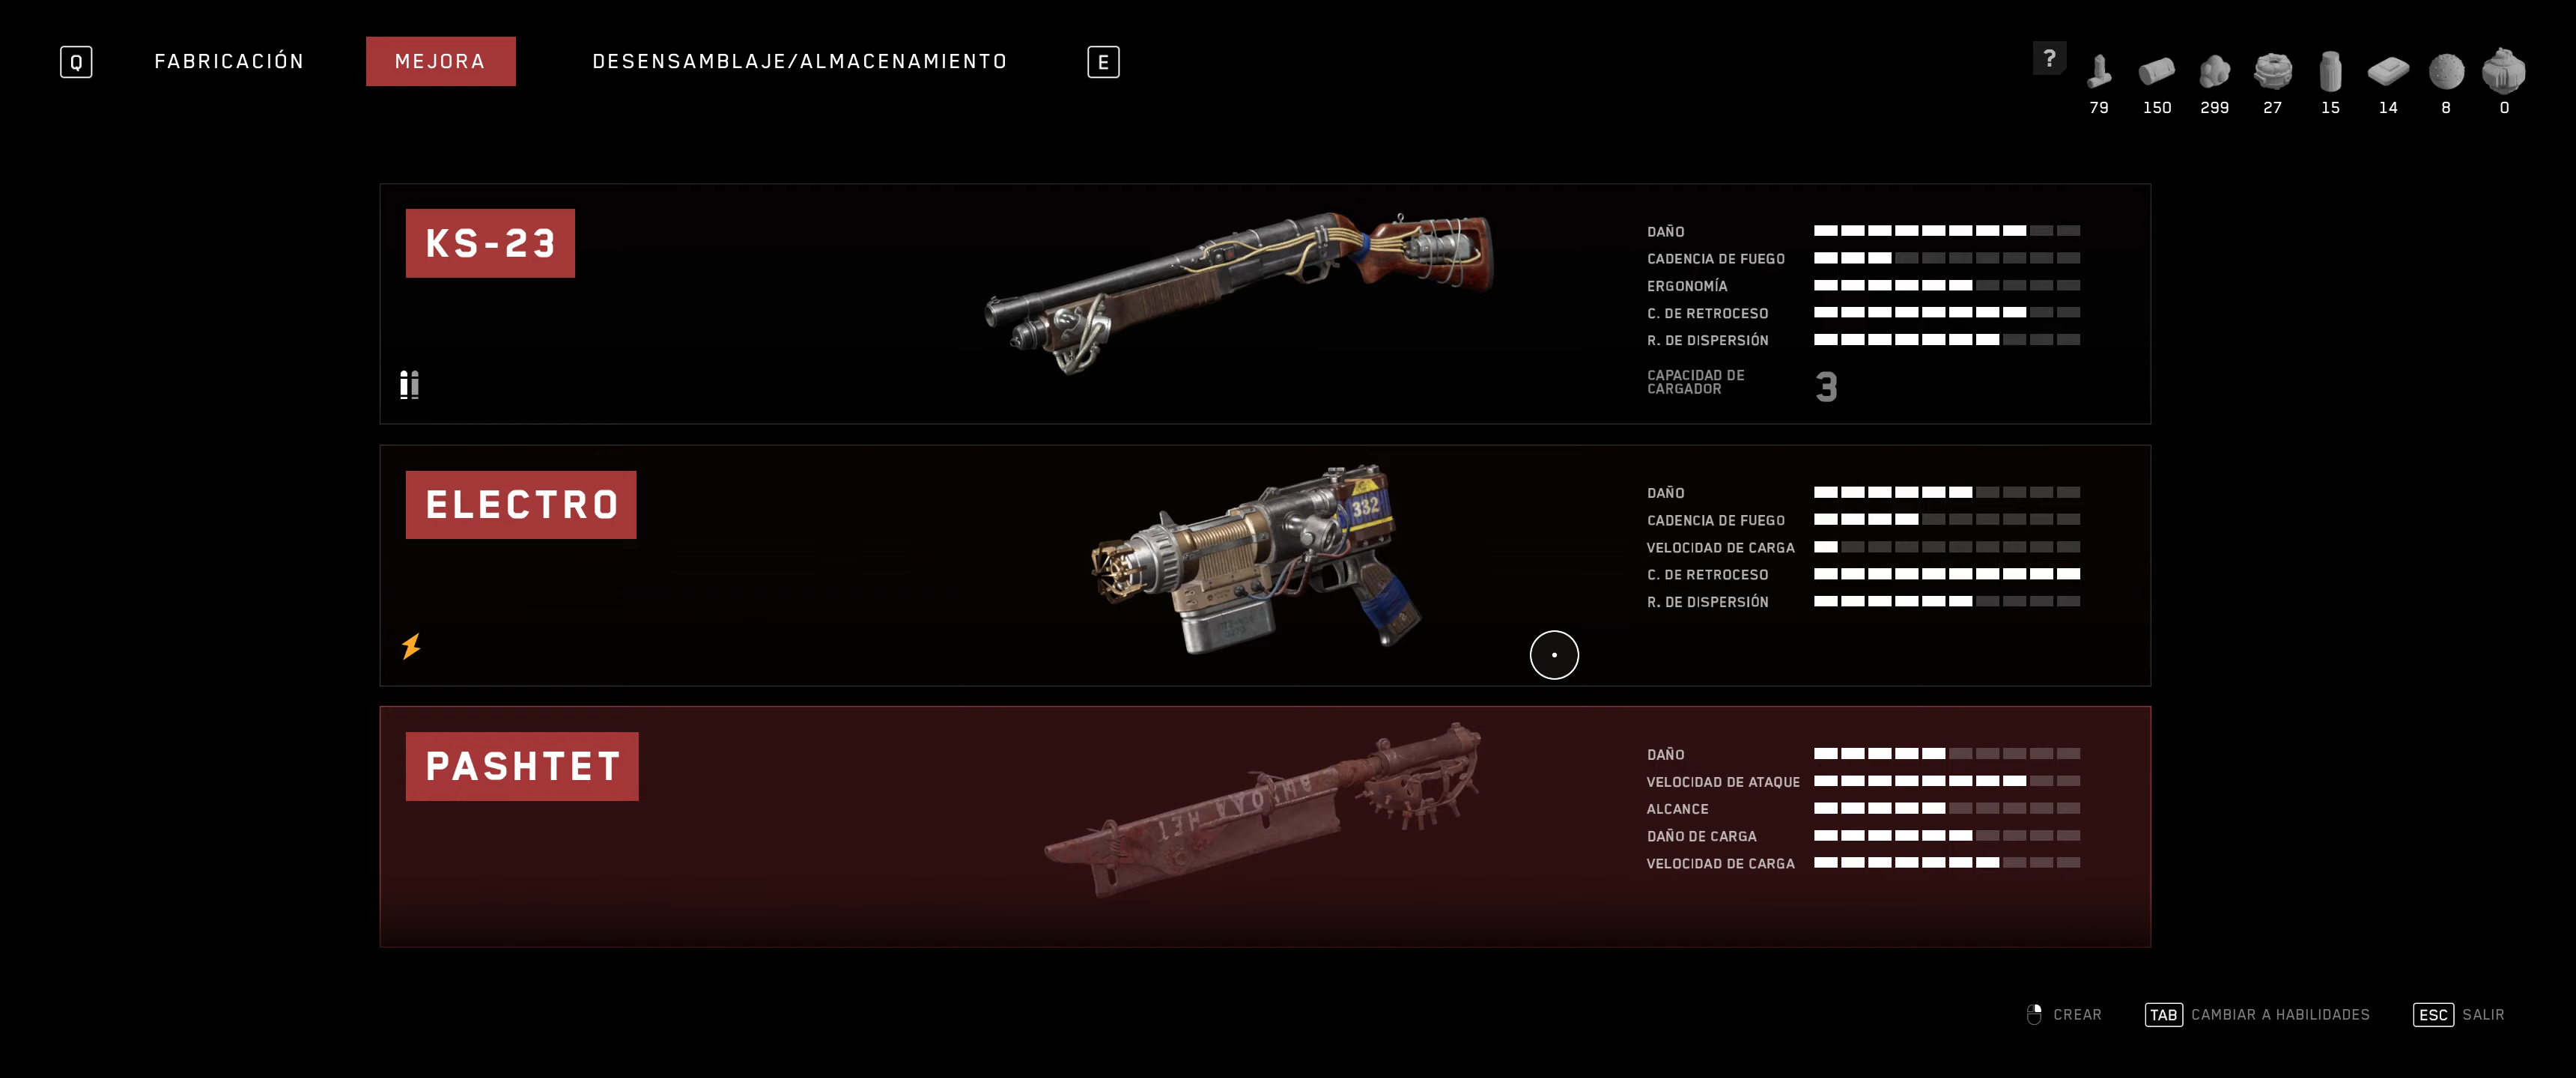 Q FABRICACIÓN MEJORA DESENSAMBLAJE/ALMACENAMIENTO E
?
79 150 299 27 15 14 8 0
KS-23
DAÑO
CADENCIA DE FUEGO
ERGONOMÍA
C. DE RETROCESO
R. DE DISPERSIÓN
CAPACIDAD DE
CARGADOR
3
ELECTRO
332
DAÑO
CADENCIA DE FUEGO
VELOCIDAD DE CARGA
C. DE RETROCESO
R. DE DISPERSIÓN
PASHTET
DAÑO
VELOCIDAD DE ATAQUE
ALCANCE
DAÑO DE CARGA
VELOCIDAD DE CARGA
CREAR TAB CAMBIAR A HABILIDADES ESC SALIR